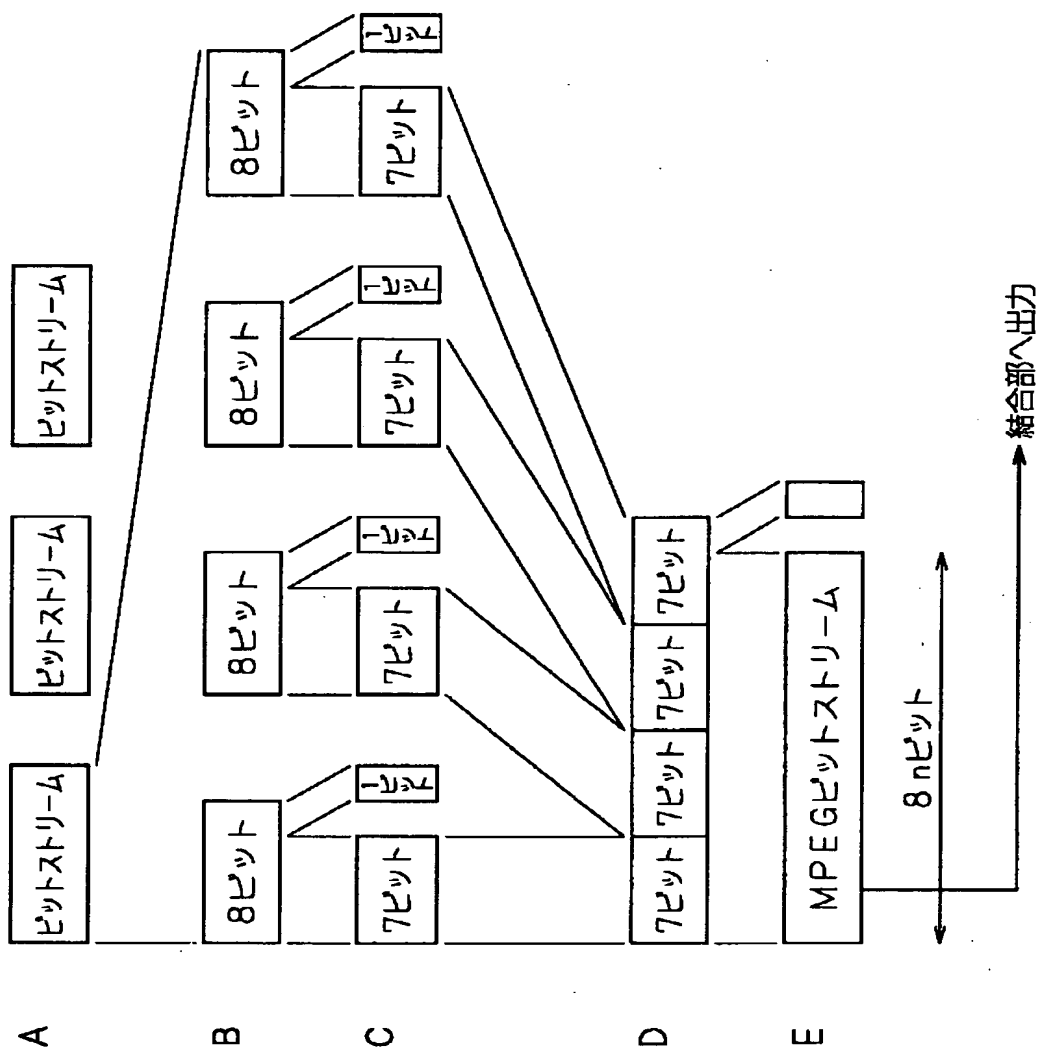 A
ビットストリーム
ビットストリーム
ビットストリーム
B
8ビット
8ビット
8ビット
8ビット
C
7ビット
1ビット
7ビット
1ビット
7ビット
1ビット
7ビット
1ビット
D
7ビット
7ビット
7ビット
7ビット
E
MPEGビットストリーム
8nビット
結合部へ出力